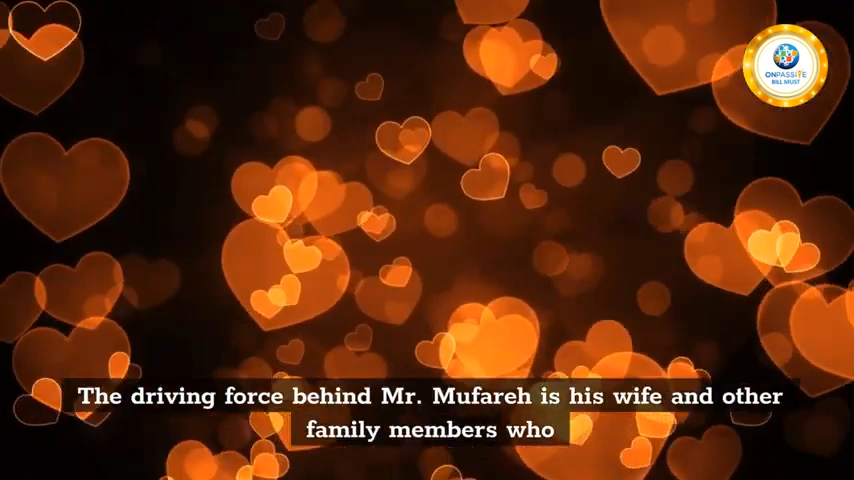 ONPASSIVE
BILL MUST
The driving force behind Mr. Mufareh is his wife and other
family members who